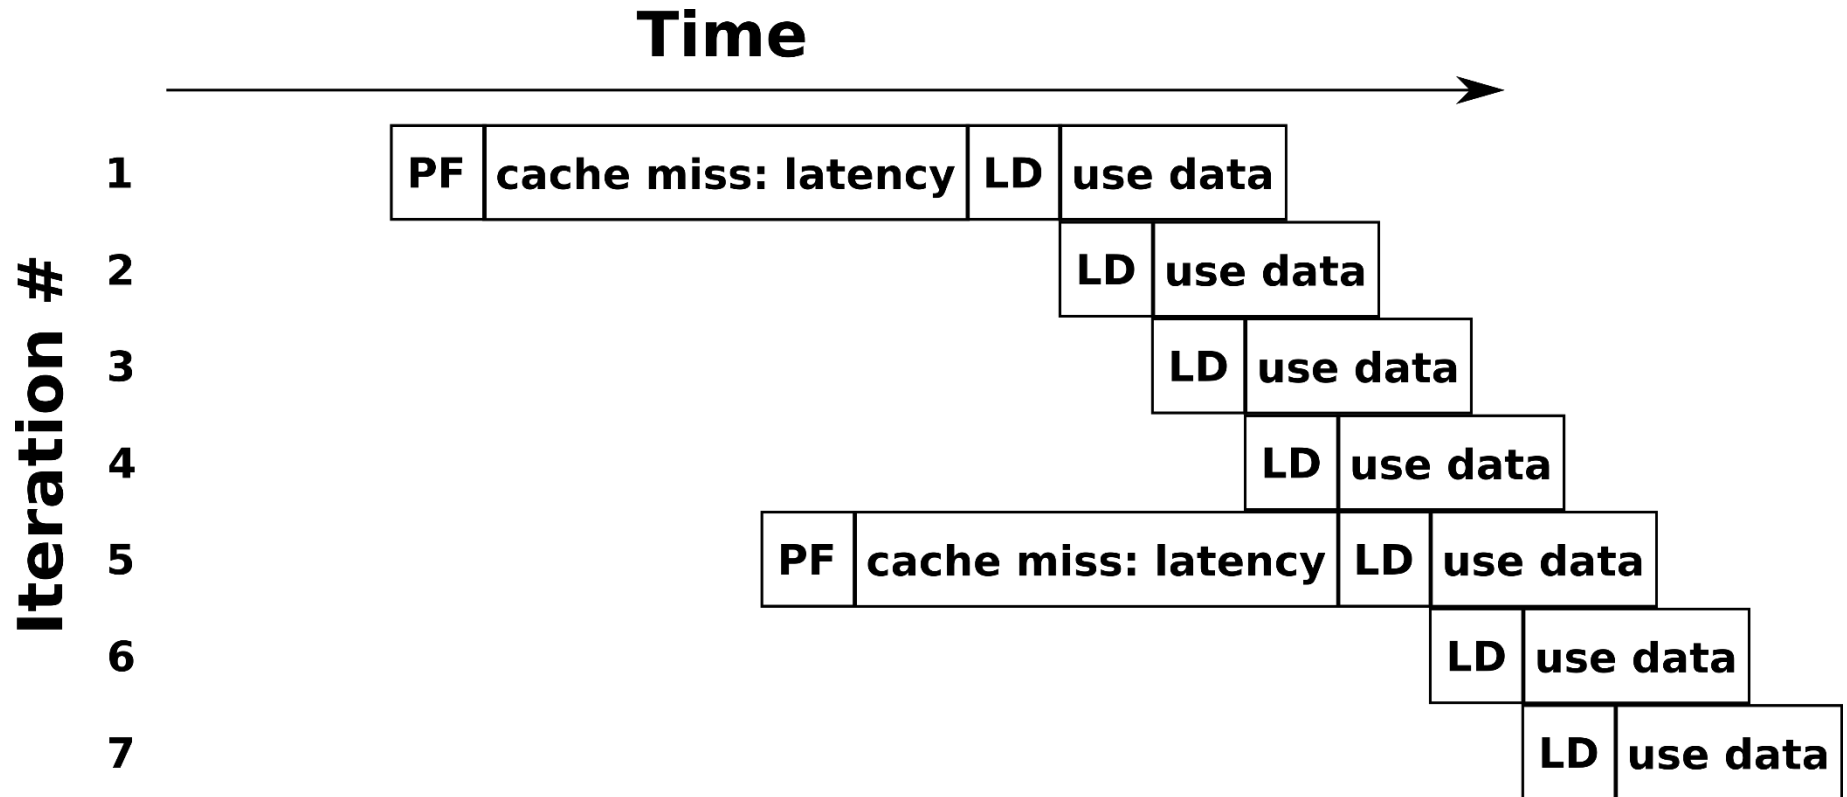 Time
Iteration #
1 PF cache miss: latency LD use data
2 LD use data
3 LD use data
4 LD use data
5 PF cache miss: latency LD use data
6 LD use data
7 LD use data